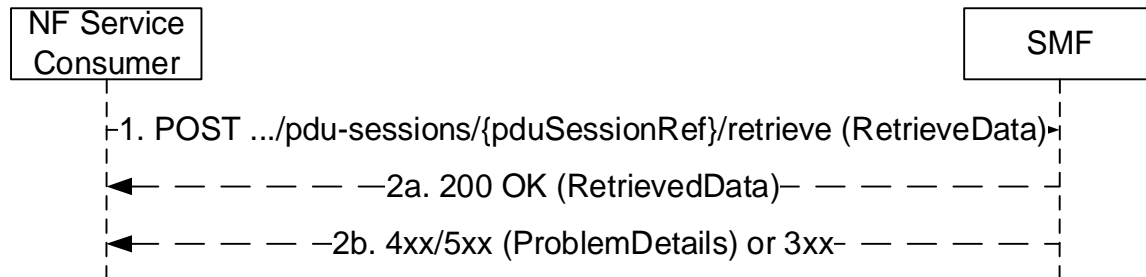 NF Service
Consumer
SMF
1. POST .../pdu-sessions/{pduSessionRef}/retrieve (RetrieveData)
2a. 200 OK (RetrievedData)
2b. 4xx/5xx (ProblemDetails) or 3xx